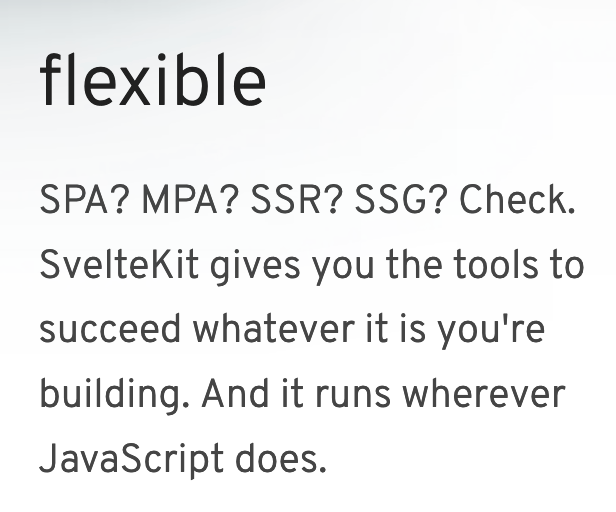 flexible
SPA? MPA? SSR? SSG? Check.
SvelteKit gives you the tools to
succeed whatever it is you're
building. And it runs wherever
JavaScript does.